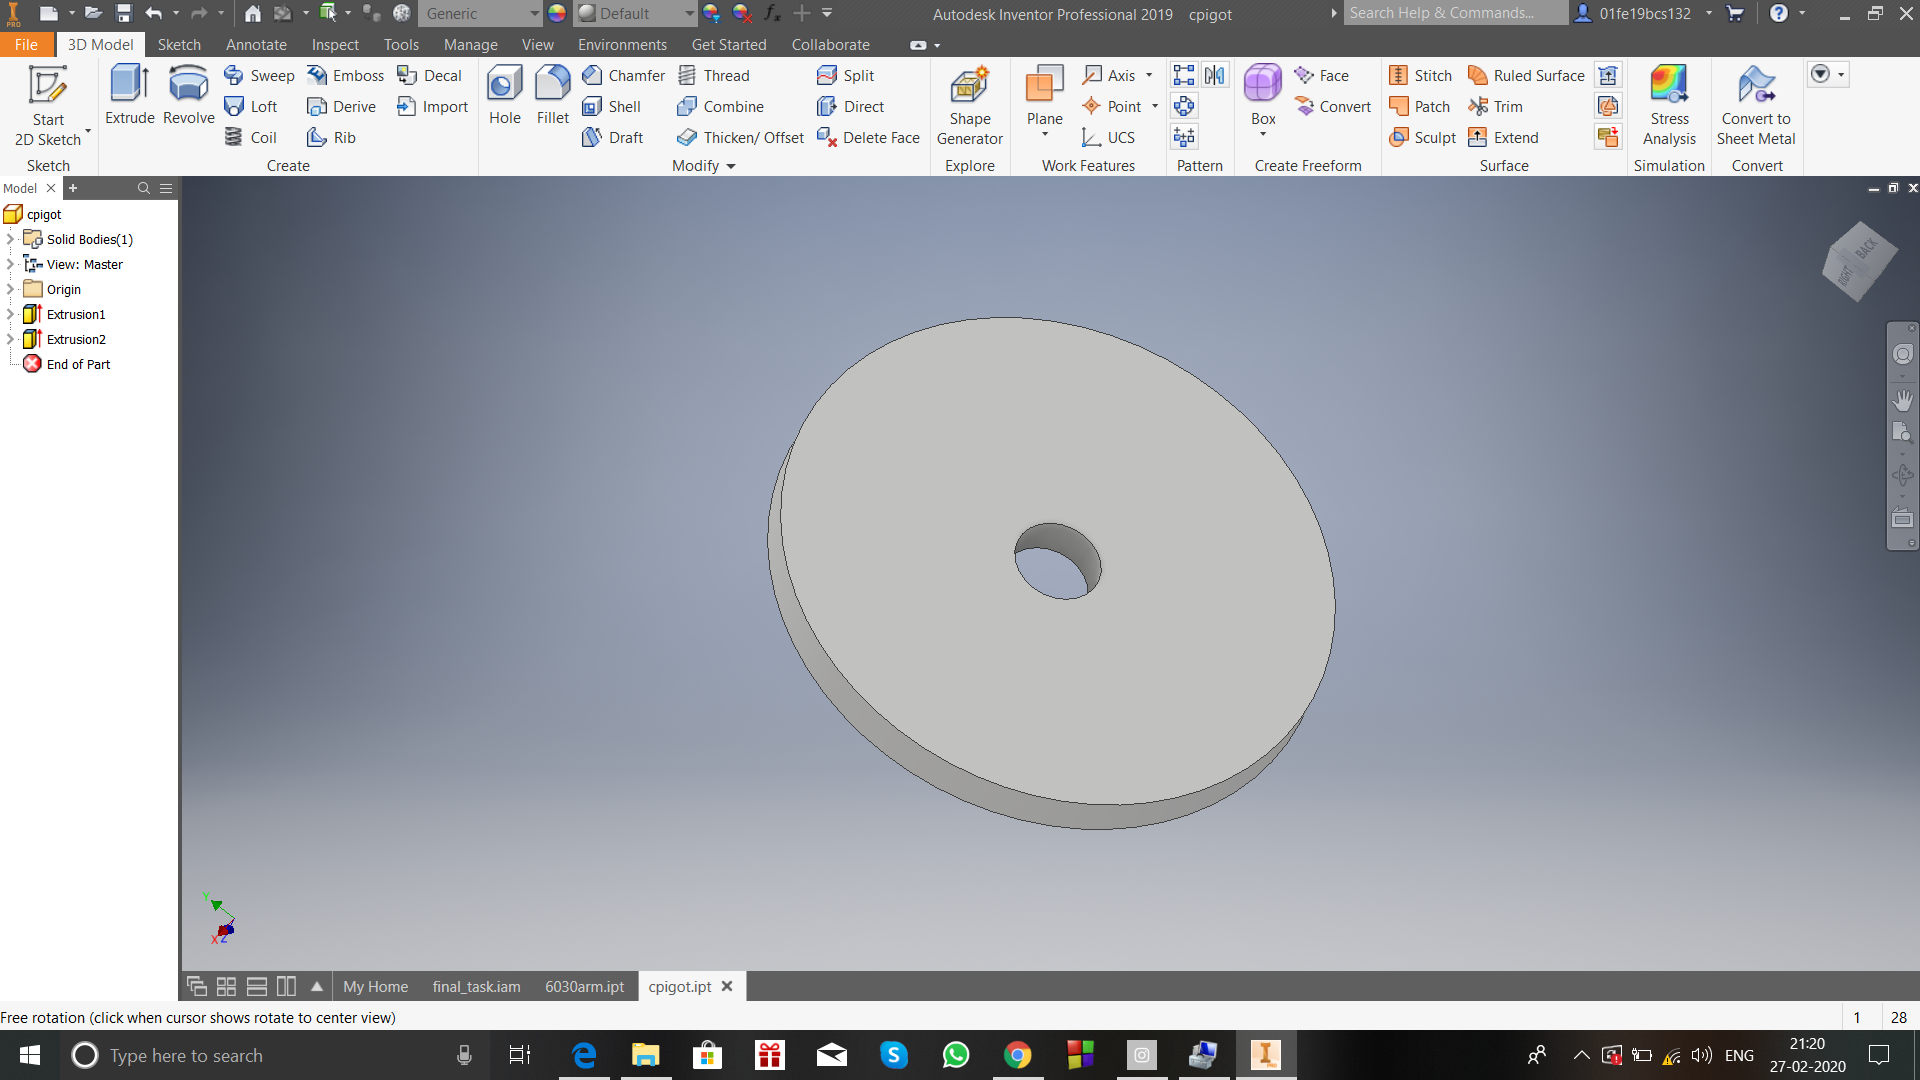 PRO Generic Default Autodesk Inventor Professional 2019 cpigot Search Help & Commands... 01fe19bcs132
File 3D Model Sketch Annotate Inspect Tools Manage View Environments Get Started Collaborate
Start
2D Sketch
Sketch
Extrude
Revolve
Sweep
Loft
Coil
Emboss
Derive
Rib
Decal
Import
Create
Hole
Fillet
Chamfer
Shell
Draft
Thread
Combine
Thicken/ Offset
Split
Direct
Delete Face
Modify
Shape
Generator
Explore
Plane
Axis
Point
UCS
Work Features
Pattern
Box
Face
Convert
Create Freeform
Stitch
Patch
Sculpt
Ruled Surface
Trim
Extend
Surface
Stress
Analysis
Simulation
Convert to
Sheet Metal
Convert
Model
cpigot
Solid Bodies(1)
View: Master
Origin
Extrusion1
Extrusion2
End of Part
BACK
RIGHT
Y
X Z
My Home final_task.iam 6030arm.ipt cpigot.ipt
Free rotation (click when cursor shows rotate to center view) 1 28
Type here to search
ENG
21:20
27-02-2020